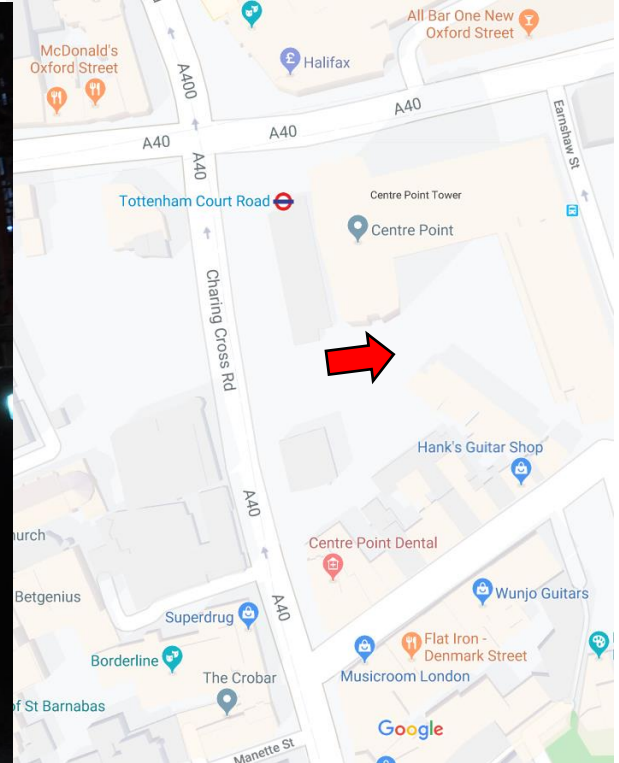 All Bar One New
Oxford Street
McDonald's
Oxford Street
£ Halifax
A400
A40
A40
A40
A40
Earnshaw St
Tottenham Court Road
Centre Point Tower
Centre Point
Charing Cross Rd
Hank's Guitar Shop
A40
Centre Point Dental
urch
Betgenius
A40
Wunjo Guitars
Superdrug
Flat Iron -
Denmark Street
Borderline
The Crobar
Musicroom London
of St Barnabas
Google
Manette St